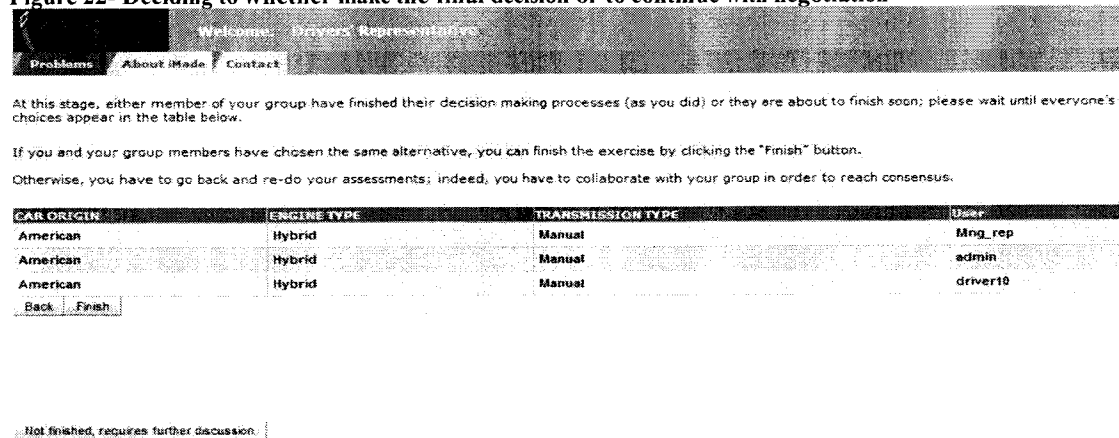 Figure 22- Deciding to whether make the final decision or to continue with negotiation
Welcome, Drivers' Representative
Problems About iMade Contact
At this stage, either member of your group have finished their decision making processes (as you did) or they are about to finish soon; please wait until everyone's
choices appear in the table below.
If you and your group members have chosen the same alternative, you can finish the exercise by clicking the "Finish" button.
Otherwise, you have to go back and re-do your assessments; indeed, you have to collaborate with your group in order to reach consensus.
CAR ORIGIN ENGINE TYPE TRANSMISSION TYPE User
American Hybrid Manual Mng_rep
American Hybrid Manual admin
American Hybrid Manual driver10
Back Finish
Not finished, requires further discussion